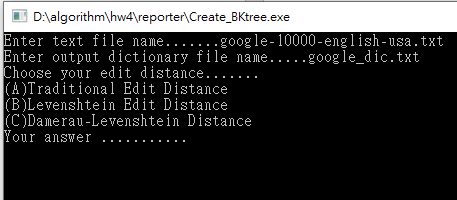 D:\algorithm\hw4\reporter\Create_BKtree.exe
Enter text file name.......google-10000-english-usa.txt
Enter output dictionary file name.....google_dic.txt
Choose your edit distance.......
(A)Traditional Edit Distance
(B)Levenshtein Edit Distance
(C)Damerau-Levenshtein Distance
Your answer ...........